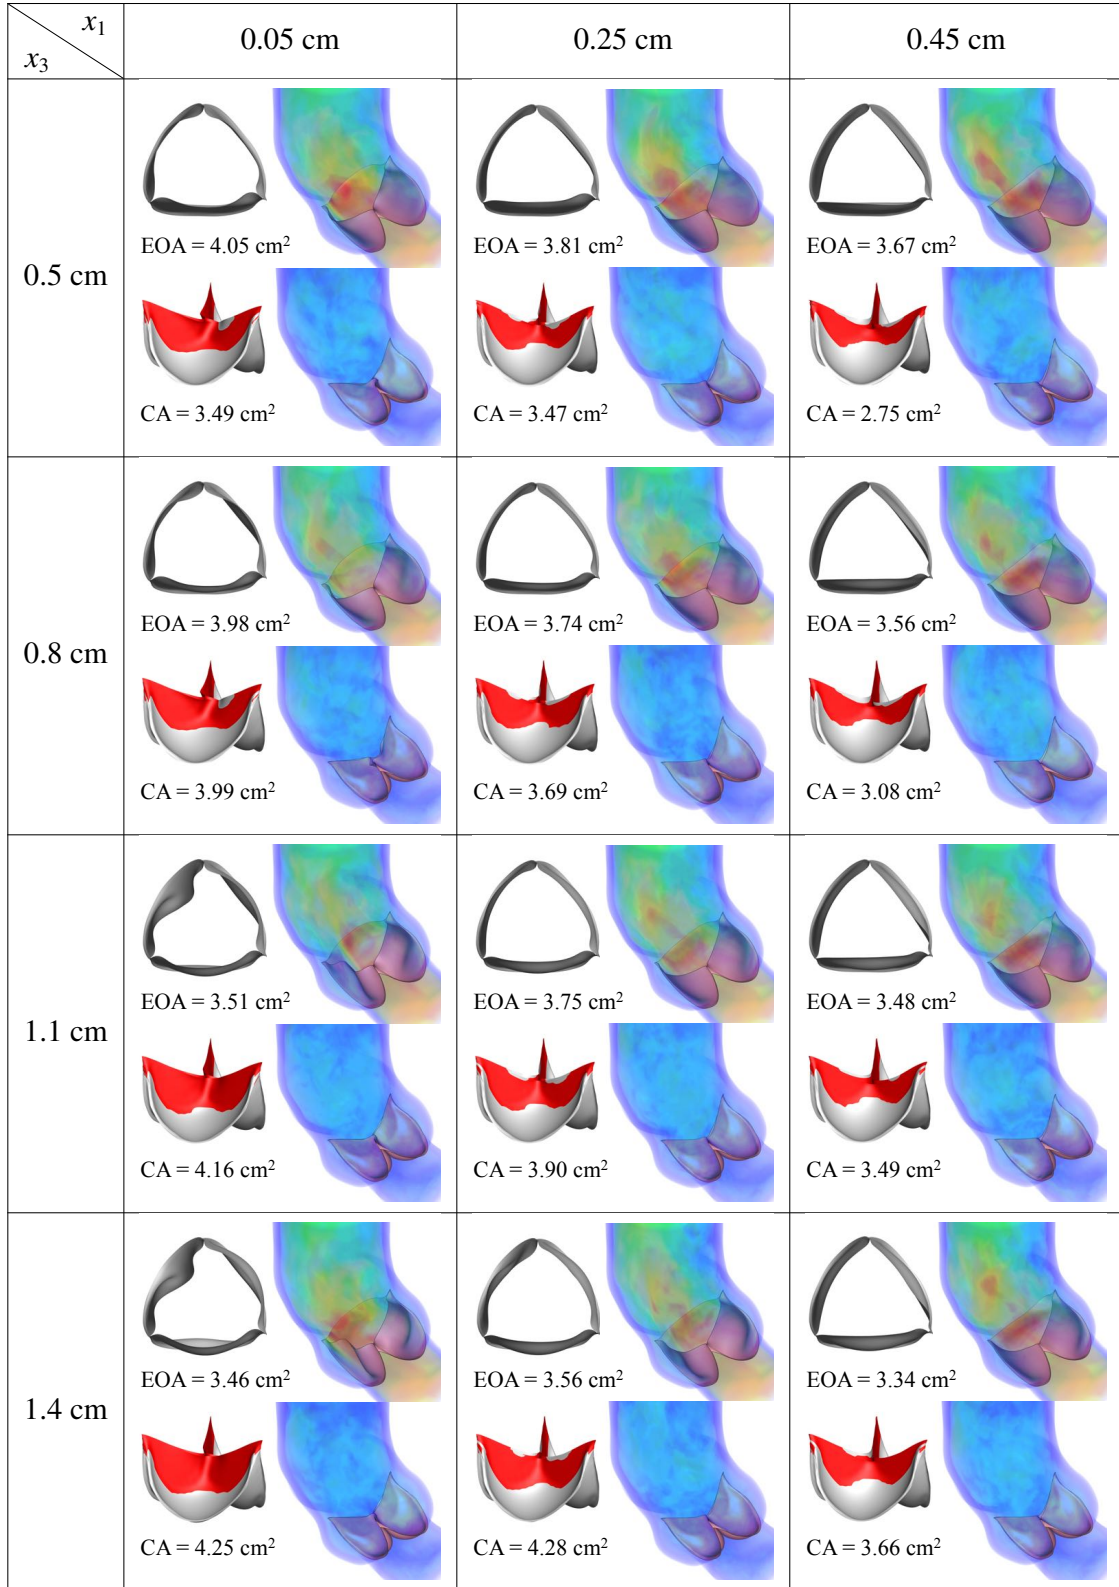 x₁
x₃
0.05 cm
0.25 cm
0.45 cm
0.5 cm
EOA = 4.05 cm²
EOA = 3.81 cm²
EOA = 3.67 cm²
CA = 3.49 cm²
CA = 3.47 cm²
CA = 2.75 cm²
0.8 cm
EOA = 3.98 cm²
EOA = 3.74 cm²
EOA = 3.56 cm²
CA = 3.99 cm²
CA = 3.69 cm²
CA = 3.08 cm²
1.1 cm
EOA = 3.51 cm²
EOA = 3.75 cm²
EOA = 3.48 cm²
CA = 4.16 cm²
CA = 3.90 cm²
CA = 3.49 cm²
1.4 cm
EOA = 3.46 cm²
EOA = 3.56 cm²
EOA = 3.34 cm²
CA = 4.25 cm²
CA = 4.28 cm²
CA = 3.66 cm²